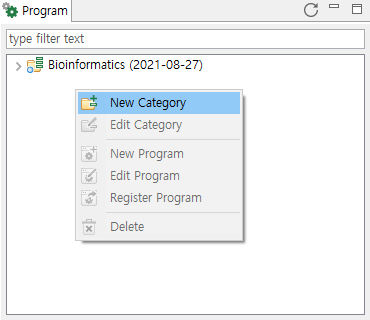 Program
type filter text
Bioinformatics (2021-08-27)
New Category
Edit Category
New Program
Edit Program
Register Program
Delete